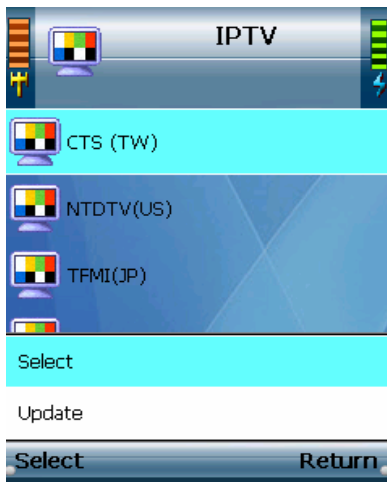 IPTV
CTS (TW)
NTDTV(US)
TFMI(JP)
Select
Update
Select Return